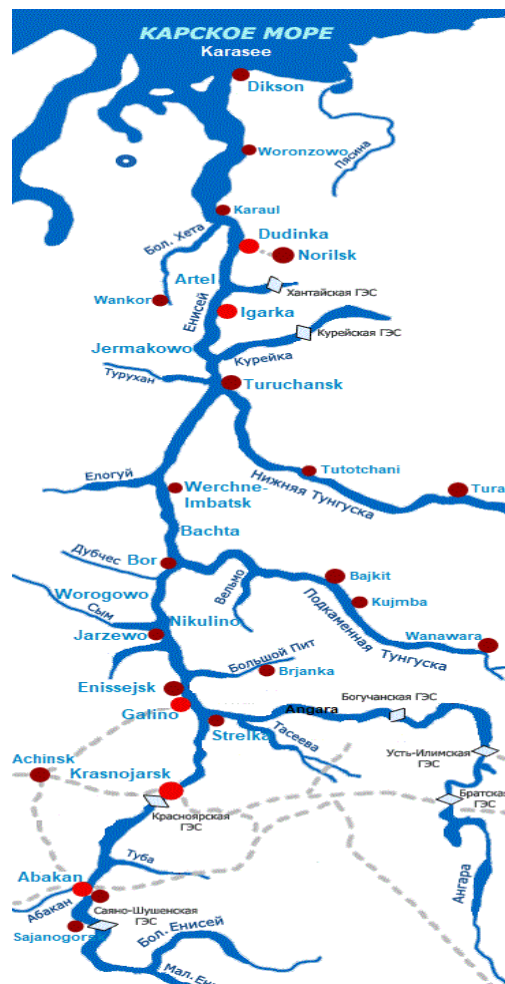 КАРСКОЕ МОРЕ
Karasee
Dikson
Пясина
Woronzowo
Karaul
Бол. Хета
Dudinka
Norilsk
Artel
Хантайская ГЭС
Wankor
Енисей
Igarka
Курейская ГЭС
Jermakowo
Курейка
Турухан
Turuchansk
Елогуй
Tutotchani
Нижняя Тунгуска
Tura
Werchne-
Imbatsk
Bachta
Дубчес
Bor
Вельмо
Bajkit
Worogowo
Kujmba
Подкаменная Тунгуска
Сым
Nikulino
Jarzewo
Wanawara
Большой Пит
Brjanka
Enissejsk
Богучанская ГЭС
Galino
Angara
Strelka
Тасеева
Усть-Илимская
ГЭС
Achinsk
Krasnojarsk
Братская
ГЭС
Красноярская
ГЭС
Туба
Abakan
Ангара
Абакан
Саяно-Шушенская
ГЭС
Sajanogors
Бол. Енисей
Мал. Ен